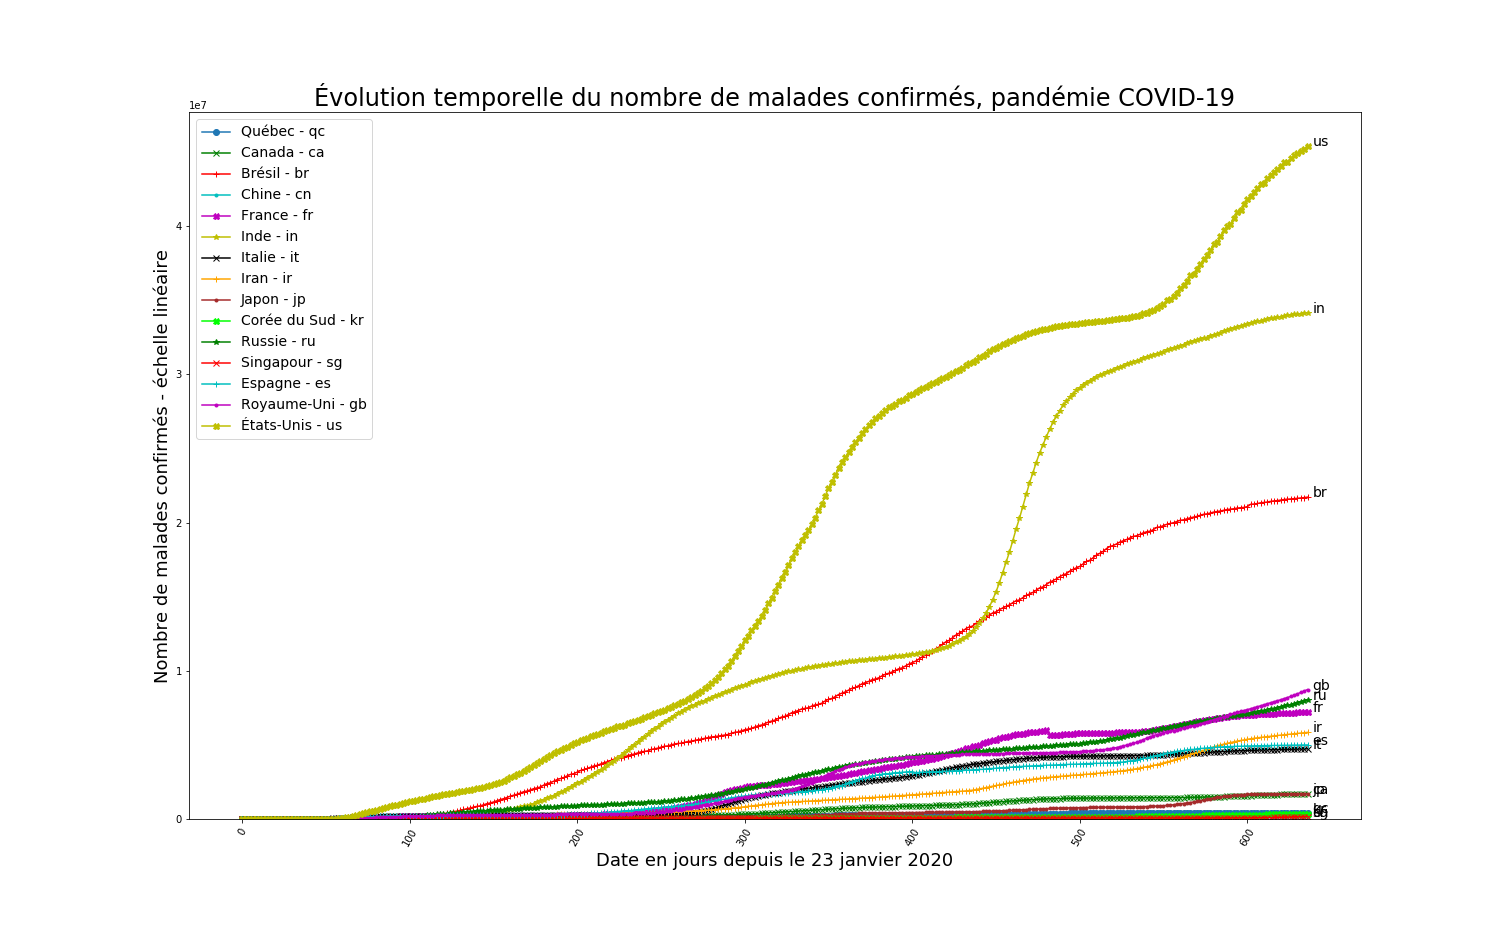 Évolution temporelle du nombre de malades confirmés, pandémie COVID-19
1e7
Québec - qc
Canada - ca
Brésil - br
Chine - cn
France - fr
Inde - in
Italie - it
Iran - ir
Japon - jp
Corée du Sud - kr
Russie - ru
Singapour - sg
Espagne - es
Royaume-Uni - gb
États-Unis - us
us
in
br
gb
ru
fr
ir
es
it
Nombre de malades confirmés - échelle linéaire
4
3
2
1
0
0
100
200
300
400
500
600
Date en jours depuis le 23 janvier 2020